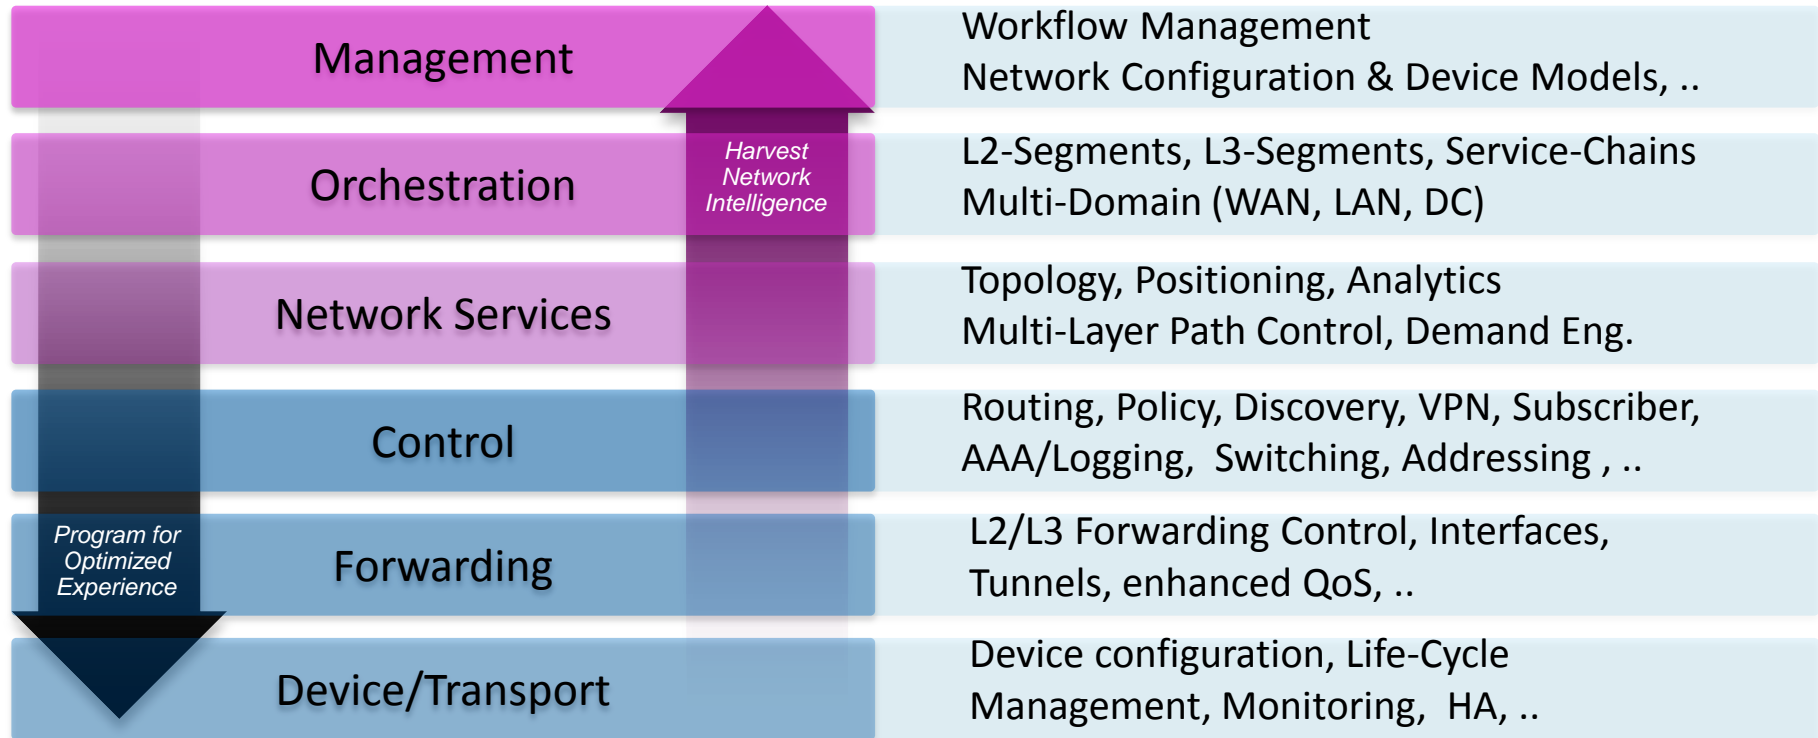 Management
Workflow Management
Network Configuration & Device Models, ..
Orchestration
Harvest
Network
Intelligence
L2-Segments, L3-Segments, Service-Chains
Multi-Domain (WAN, LAN, DC)
Network Services
Topology, Positioning, Analytics
Multi-Layer Path Control, Demand Eng.
Control
Routing, Policy, Discovery, VPN, Subscriber,
AAA/Logging,  Switching, Addressing , ..
Program for
Optimized
Experience
Forwarding
L2/L3 Forwarding Control, Interfaces,
Tunnels, enhanced QoS, ..
Device/Transport
Device configuration, Life-Cycle
Management, Monitoring,  HA, ..